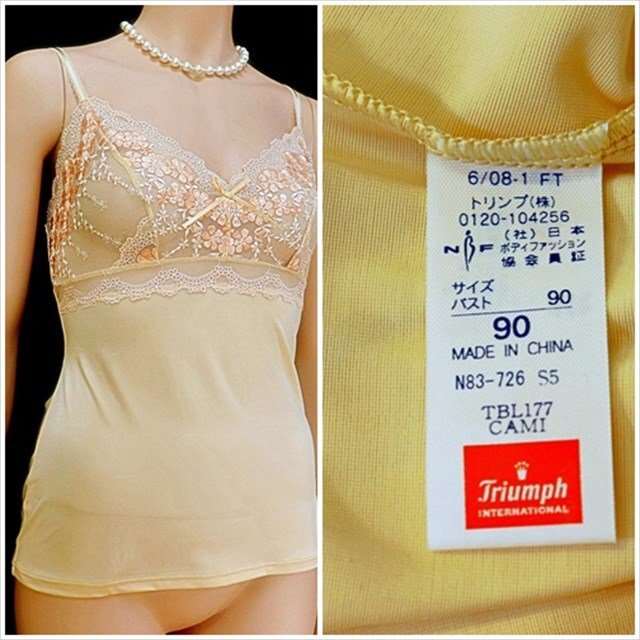 6/08-1 FT
トリンプ(株)
0120-104256
(社)日本
NBF ボディファッション
協会員証
サイズ
バスト 90
90
MADE IN CHINA
N83-726 S5
TBL177
CAMI
Triumph
INTERNATIONAL